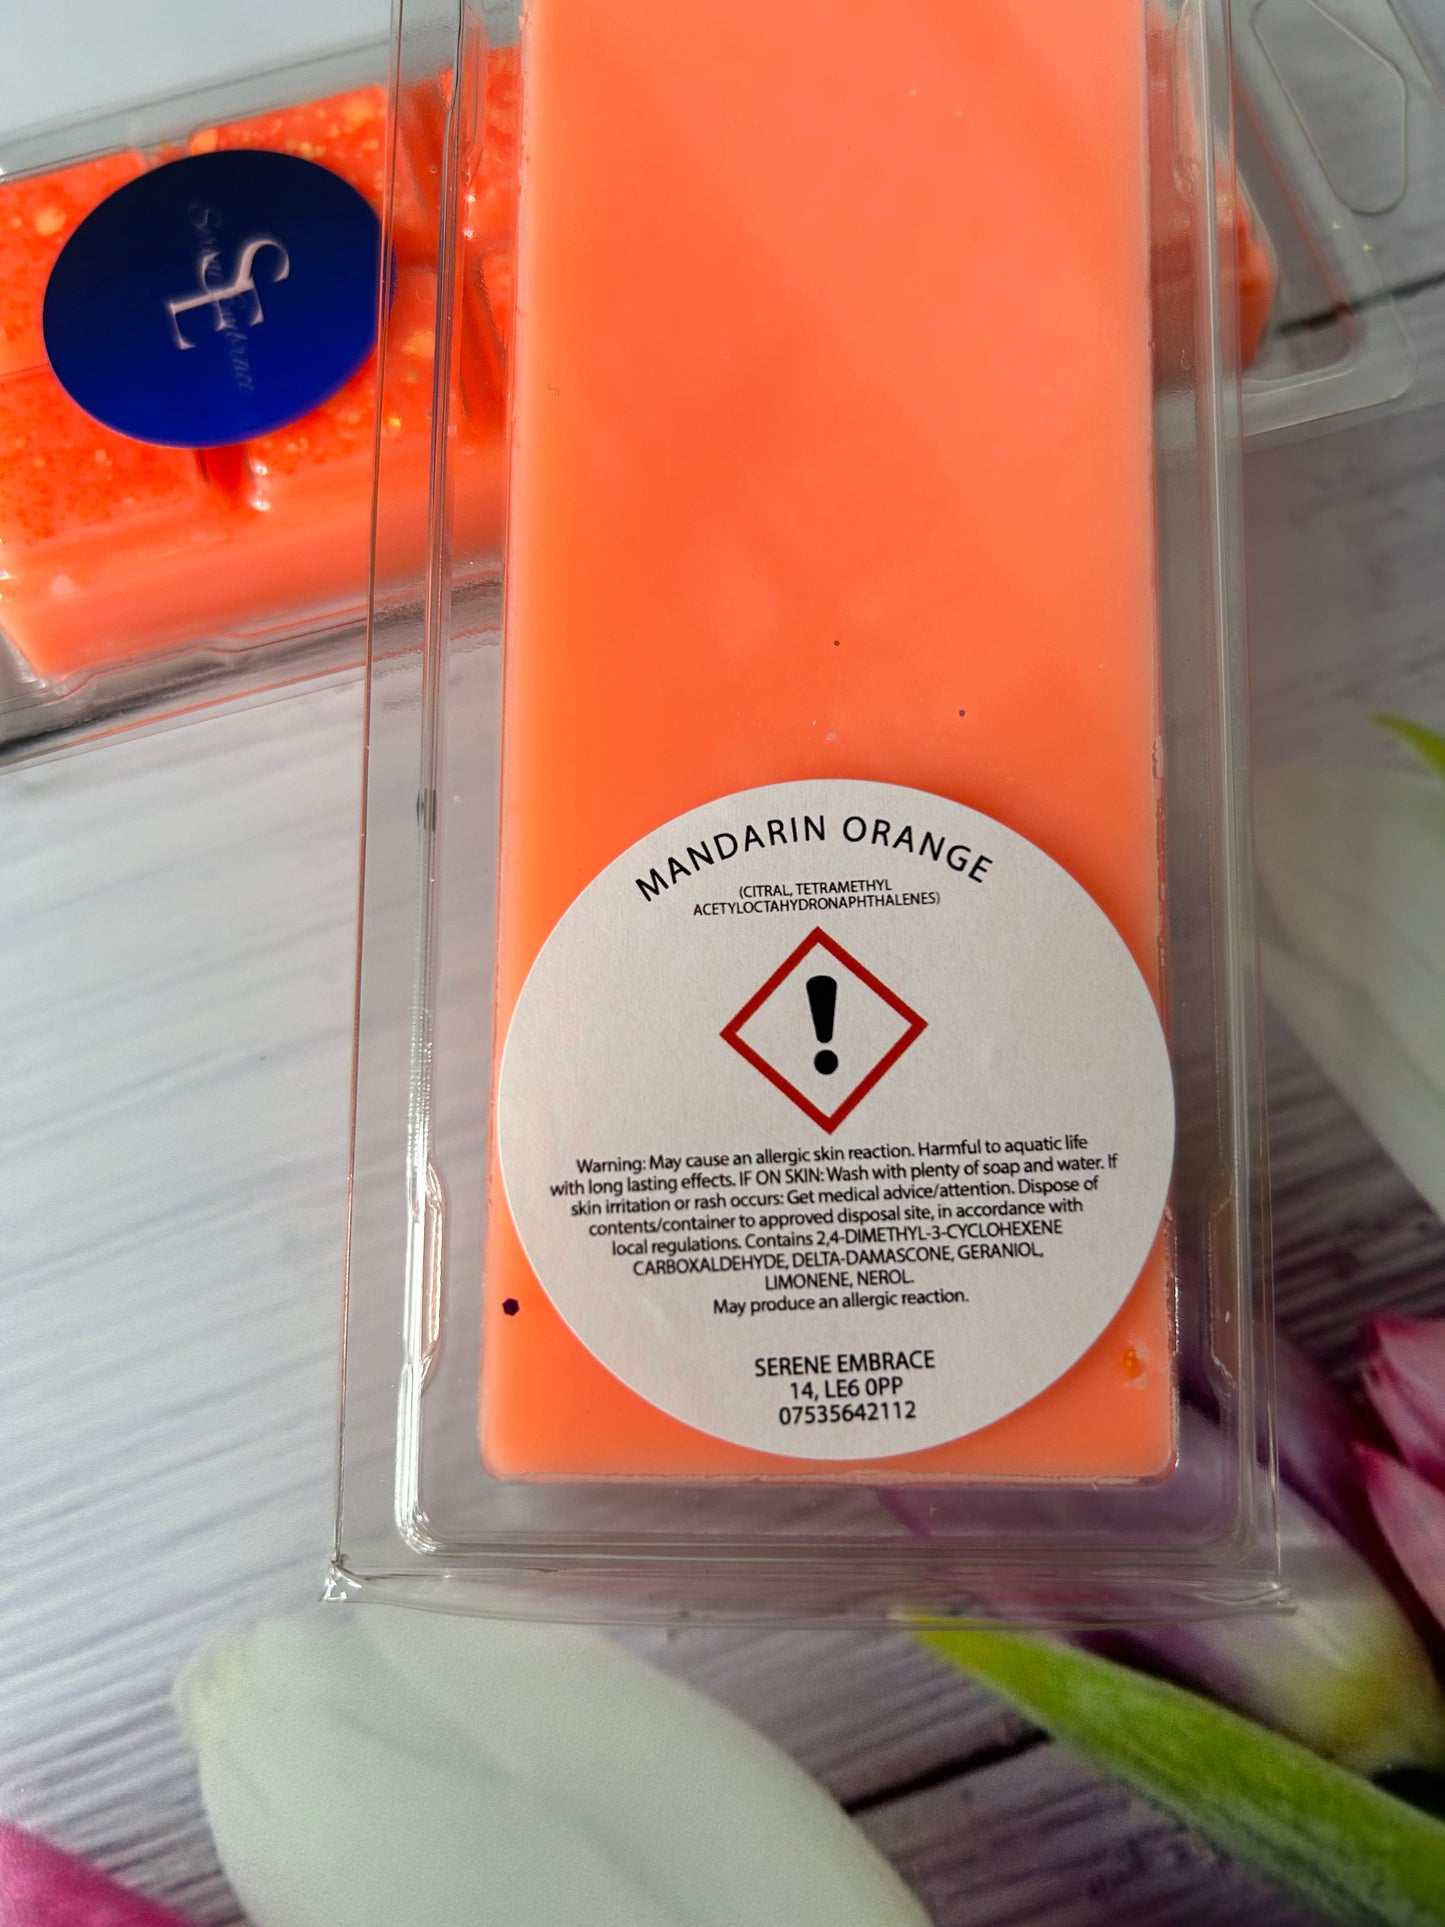 SE
Serene Embrace
MANDARIN ORANGE
(CITRAL, TETRAMETHYL
ACETYLOCTAHYDRONAPHTHALENES)
Warning: May cause an allergic skin reaction. Harmful to aquatic life
with long lasting effects. IF ON SKIN: Wash with plenty of soap and water. If
skin irritation or rash occurs: Get medical advice/attention. Dispose of
contents/container to approved disposal site, in accordance with
local regulations. Contains 2,4-DIMETHYL-3-CYCLOHEXENE
CARBOXALDEHYDE, DELTA-DAMASCONE, GERANIOL,
LIMONENE, NEROL.
May produce an allergic reaction.
SERENE EMBRACE
14, LE6 0PP
07535642112